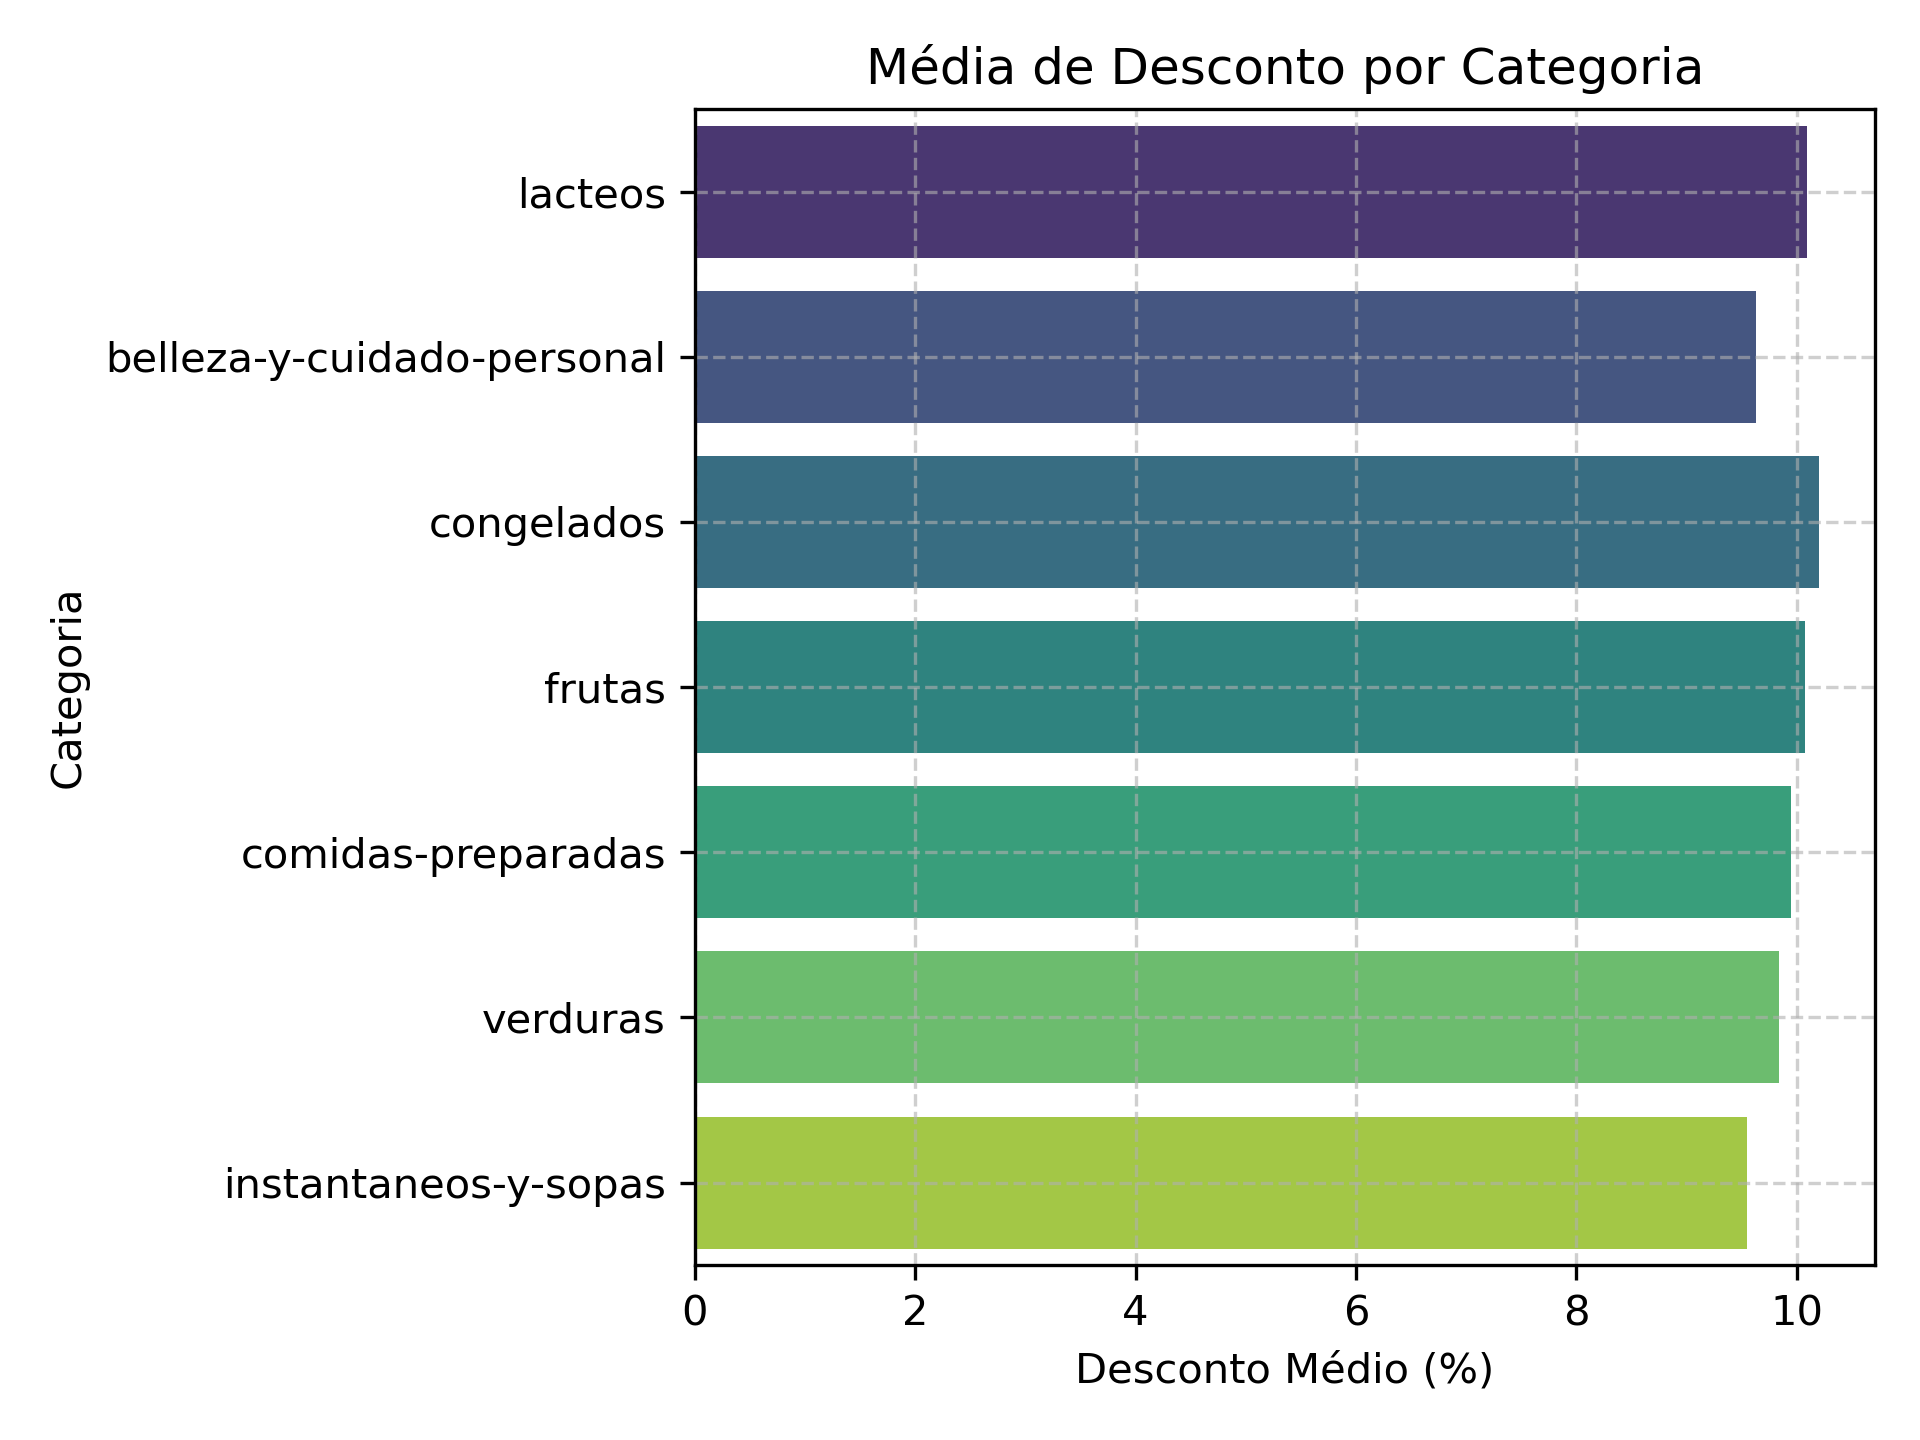 Média de Desconto por Categoria
lacteos
belleza-y-cuidado-personal
congelados
frutas
comidas-preparadas
verduras
instantaneos-y-sopas
Categoria
0 2 4 6 8 10
Desconto Médio (%)